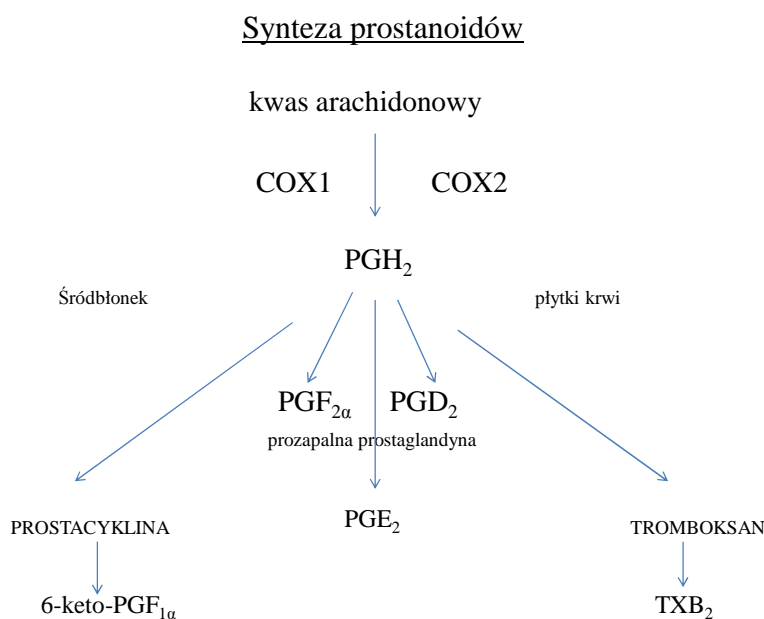 Synteza prostanoidów
kwas arachidonowy
COX1 COX2
PGH₂
Śródbłonek płytki krwi
PGF₂α PGD₂
prozapalna prostaglandyna
PROSTACYKLINA PGE₂ TROMBOKSAN
6-keto-PGF₁α TXB₂